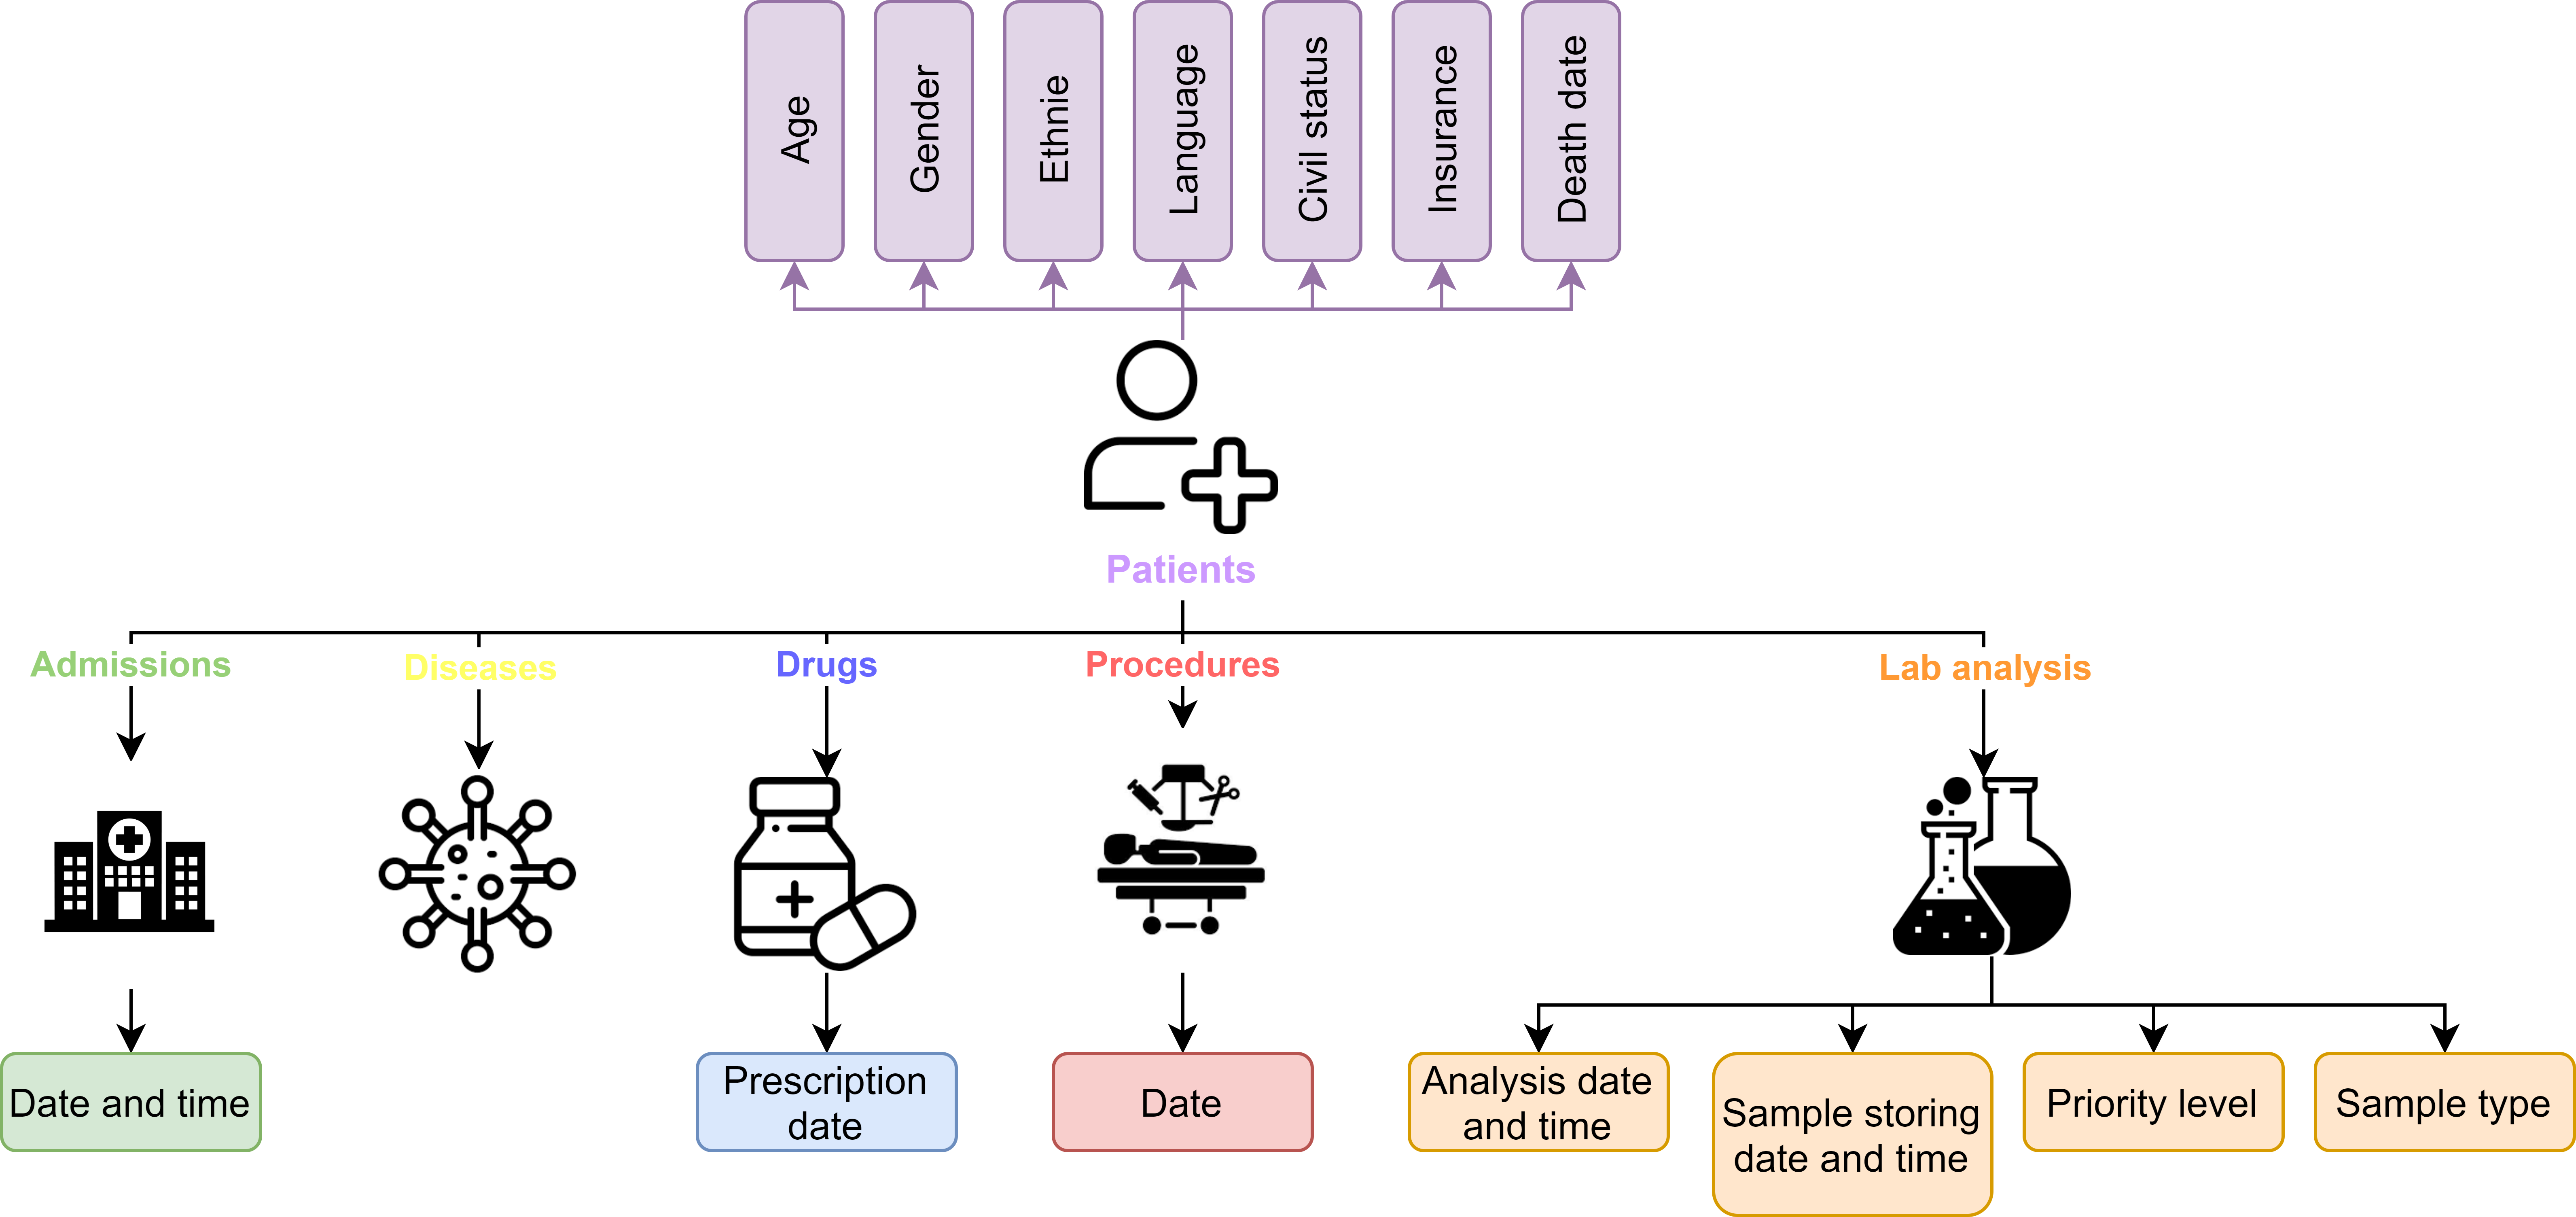 Age
Gender
Ethnie
Language
Civil status
Insurance
Death date
Patients
Admissions
Diseases
Drugs
Procedures
Lab analysis
Date and time
Prescription
date
Date
Analysis date
and time
Sample storing
date and time
Priority level
Sample type